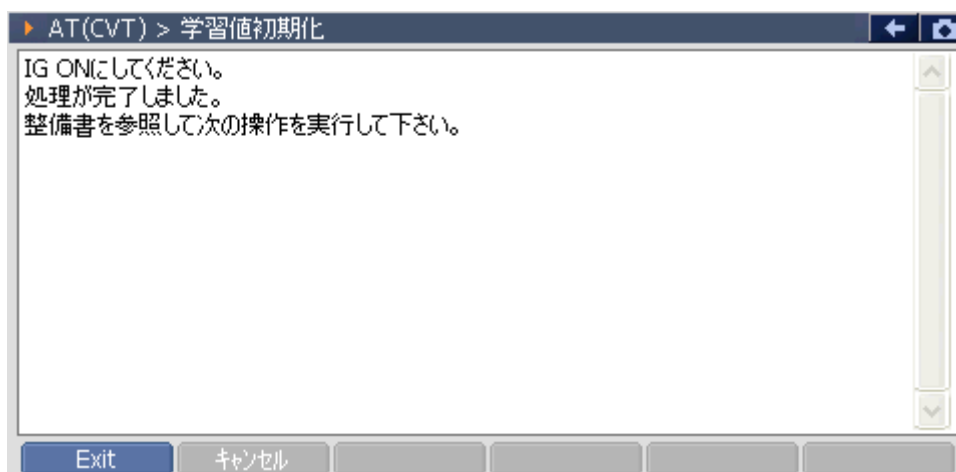 AT(CVT) > 学習値初期化
IG ONにしてください。
処理が完了しました。
整備書を参照して次の操作を実行して下さい。
Exit
キャンセル